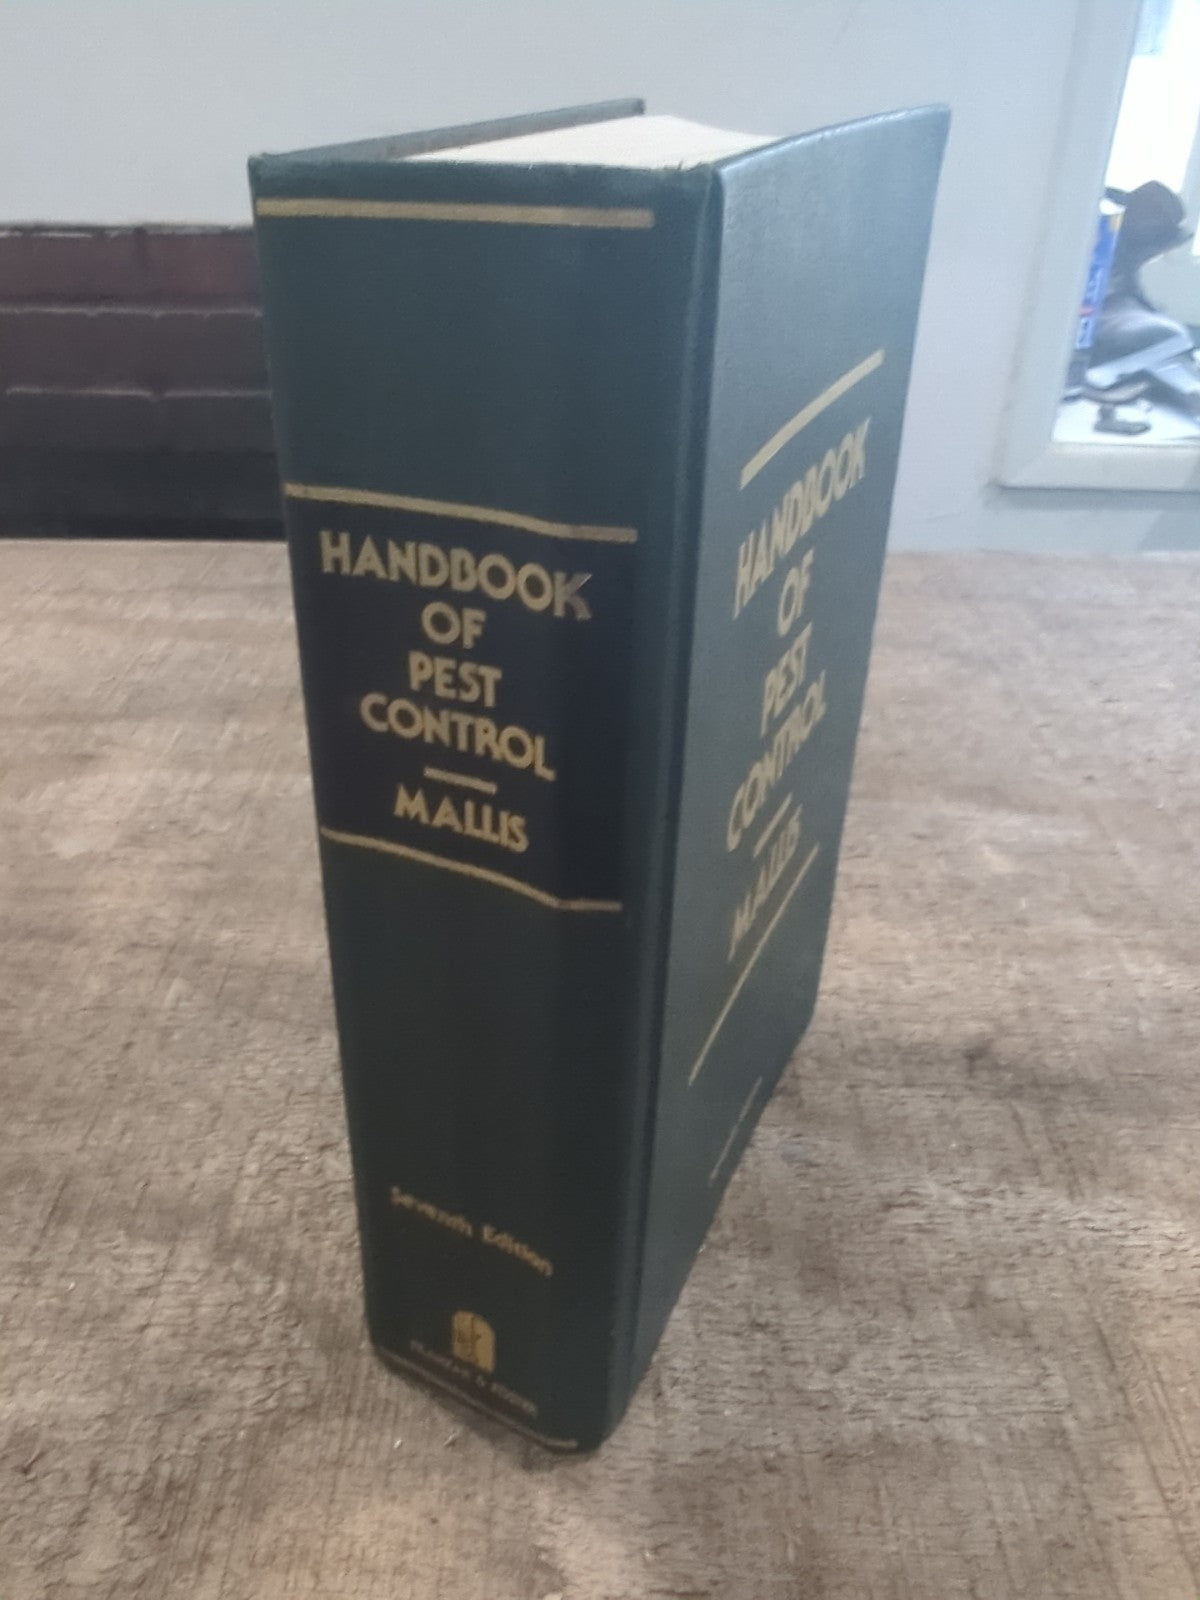 HANDBOOK
OF
PEST
CONTROL
MALLIS
Seventh Edition
HANDBOOK
OF
PEST
CONTROL
MALLIS